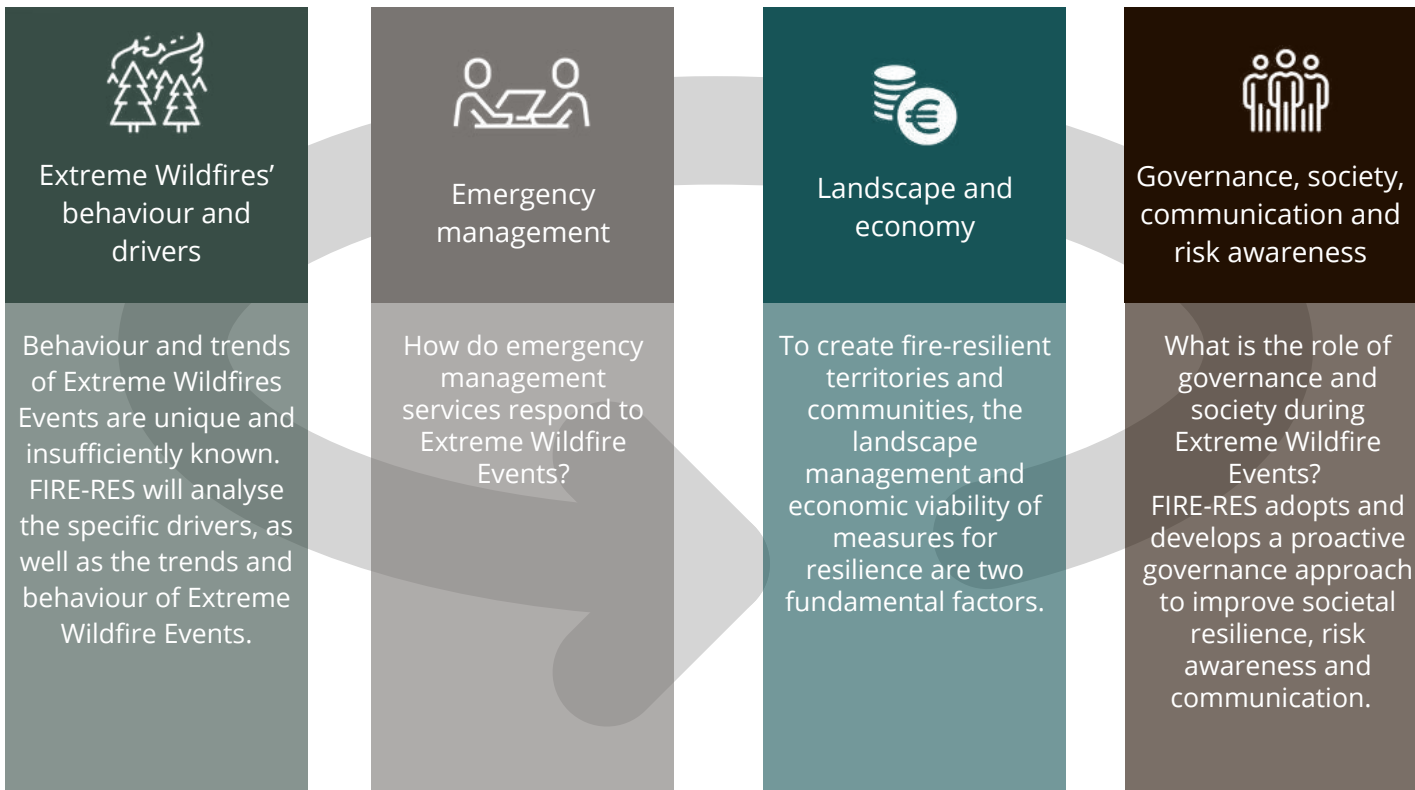 Extreme Wildfires’
behaviour and
drivers
Behaviour and trends
of Extreme Wildfires
Events are unique and
insufficiently known.
FIRE-RES will analyse
the specific drivers, as
well as the trends and
behaviour of Extreme
Wildfire Events.
Emergency
management
How do emergency
management
services respond to
Extreme Wildfire
Events?
€
Landscape and
economy
To create fire-resilient
territories and
communities, the
landscape
management and
economic viability of
measures for
resilience are two
fundamental factors.
Governance, society,
communication and
risk awareness
What is the role of
governance and
society during
Extreme Wildfire
Events?
FIRE-RES adopts and
develops a proactive
governance approach
to improve societal
resilience, risk
awareness and
communication.